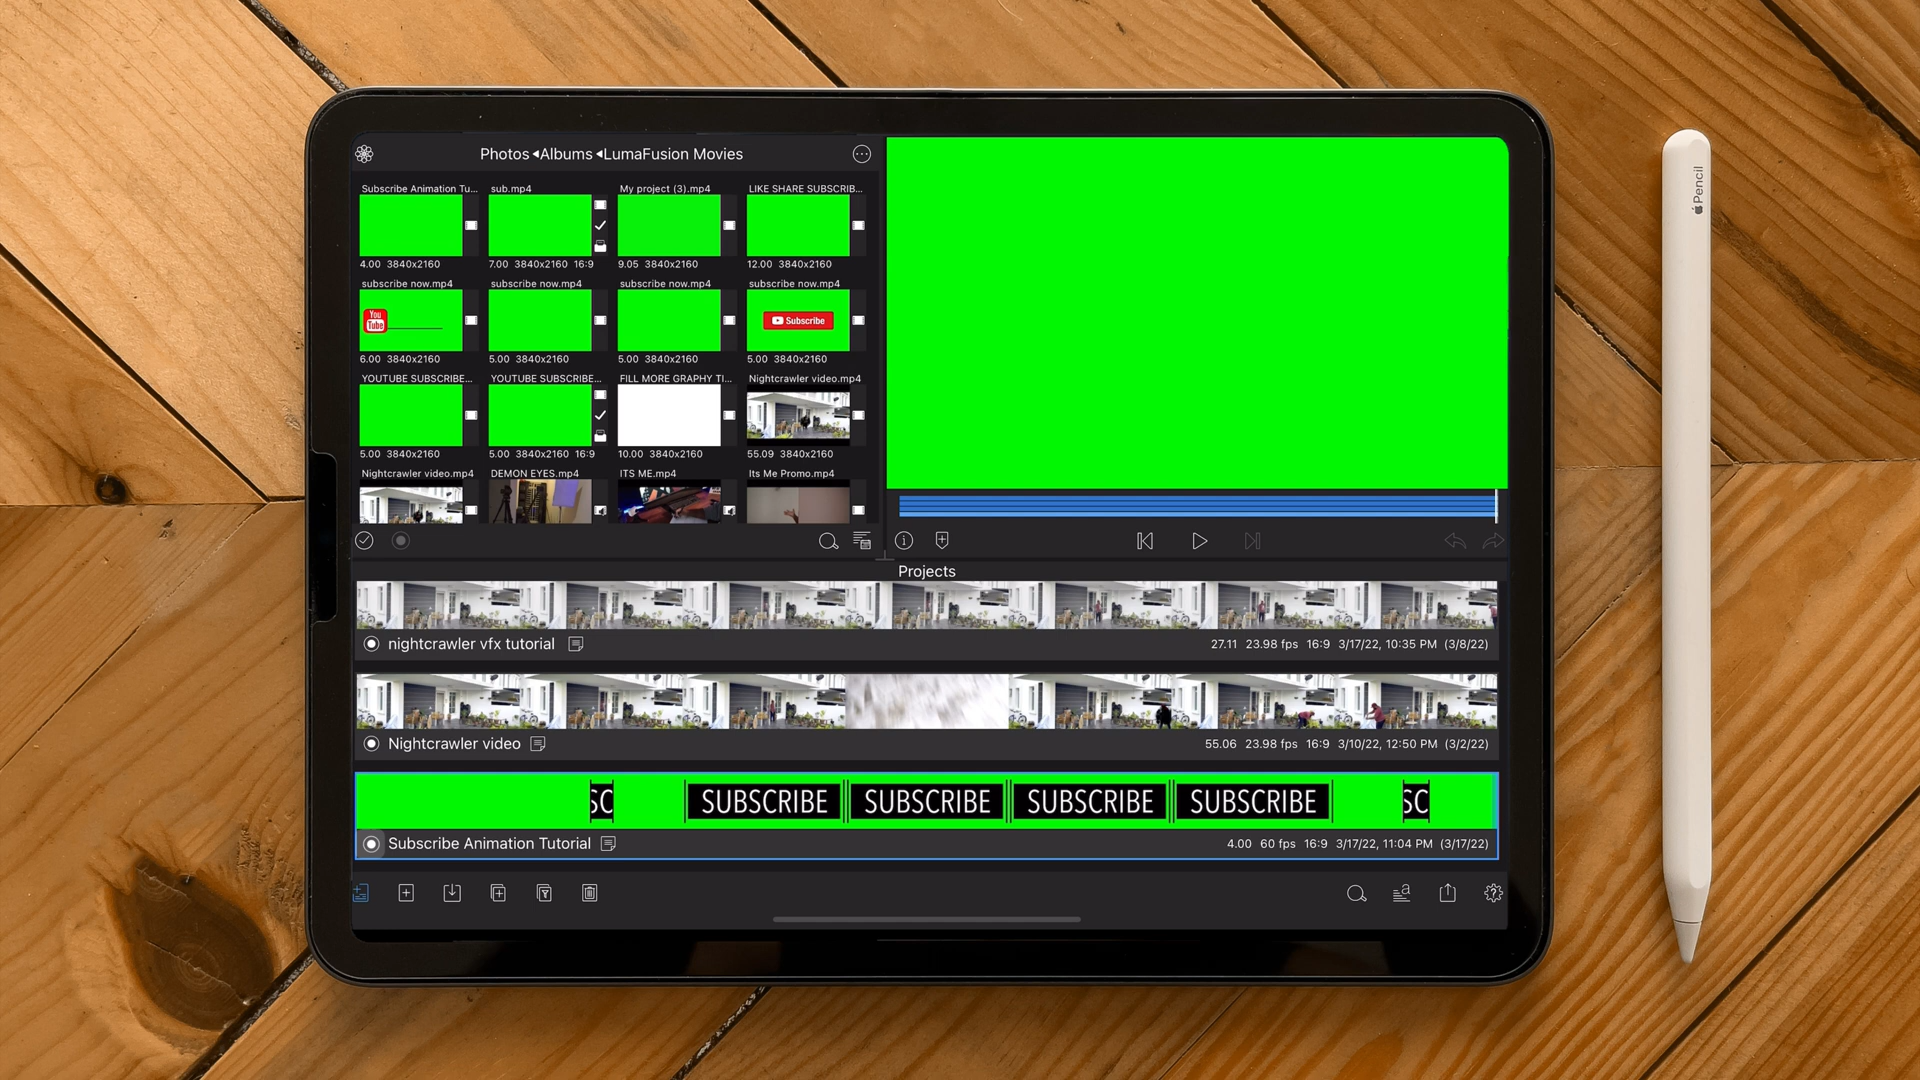 Photos Albums LumaFusion Movies
Subscribe Animation Tu... sub.mp4 My project (3).mp4 LIKE SHARE SUBSCRIB...
4.00 3840x2160 7.00 3840x2160 16:9 9.05 3840x2160 12.00 3840x2160
subscribe now.mp4 subscribe now.mp4 subscribe now.mp4 subscribe now.mp4
You
Tube
Subscribe
6.00 3840x2160 5.00 3840x2160 5.00 3840x2160 5.00 3840x2160
YOUTUBE SUBSCRIBE... YOUTUBE SUBSCRIBE... FILL MORE GRAPHY TI... Nightcrawler video.mp4
5.00 3840x2160 5.00 3840x2160 16:9 10.00 3840x2160 55.09 3840x2160
Nightcrawler video.mp4 DEMON EYES.mp4 ITS ME.mp4 Its Me Promo.mp4
Projects
nightcrawler vfx tutorial 27.11 23.98 fps 16:9 3/17/22, 10:35 PM (3/8/22)
Nightcrawler video 55.06 23.98 fps 16:9 3/10/22, 12:50 PM (3/2/22)
SC SUBSCRIBE SUBSCRIBE SUBSCRIBE SUBSCRIBE SC
Subscribe Animation Tutorial 4.00 60 fps 16:9 3/17/22, 11:04 PM (3/17/22)
Pencil